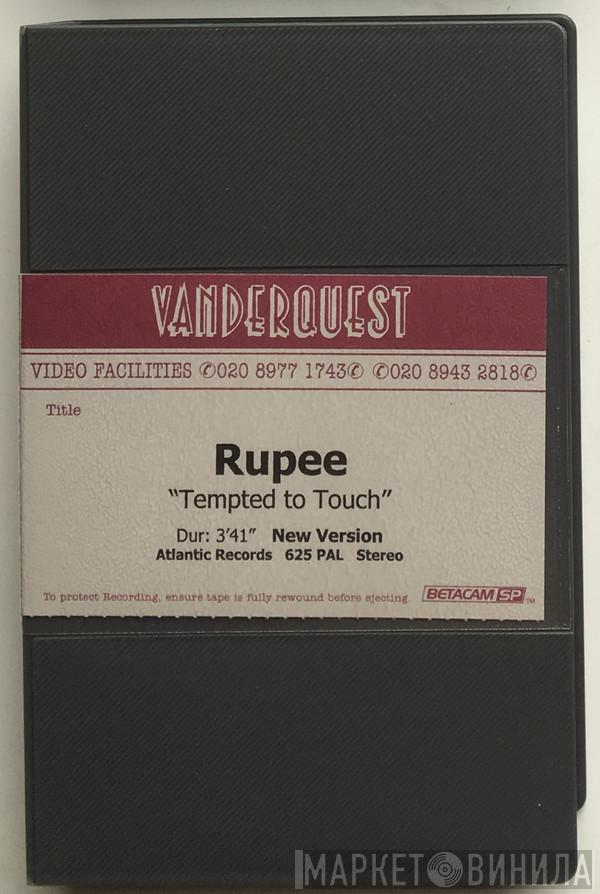 VANDERQUEST
VIDEO FACILITIES ✆020 8977 1743✆ ✆020 8943 2818✆
Title
Rupee
“Tempted to Touch”
Dur: 3’41” New Version
Atlantic Records 625 PAL Stereo
To protect Recording, ensure tape is fully rewound before ejecting. BETACAM SP TM
МАРКЕТ ВИНИЛА